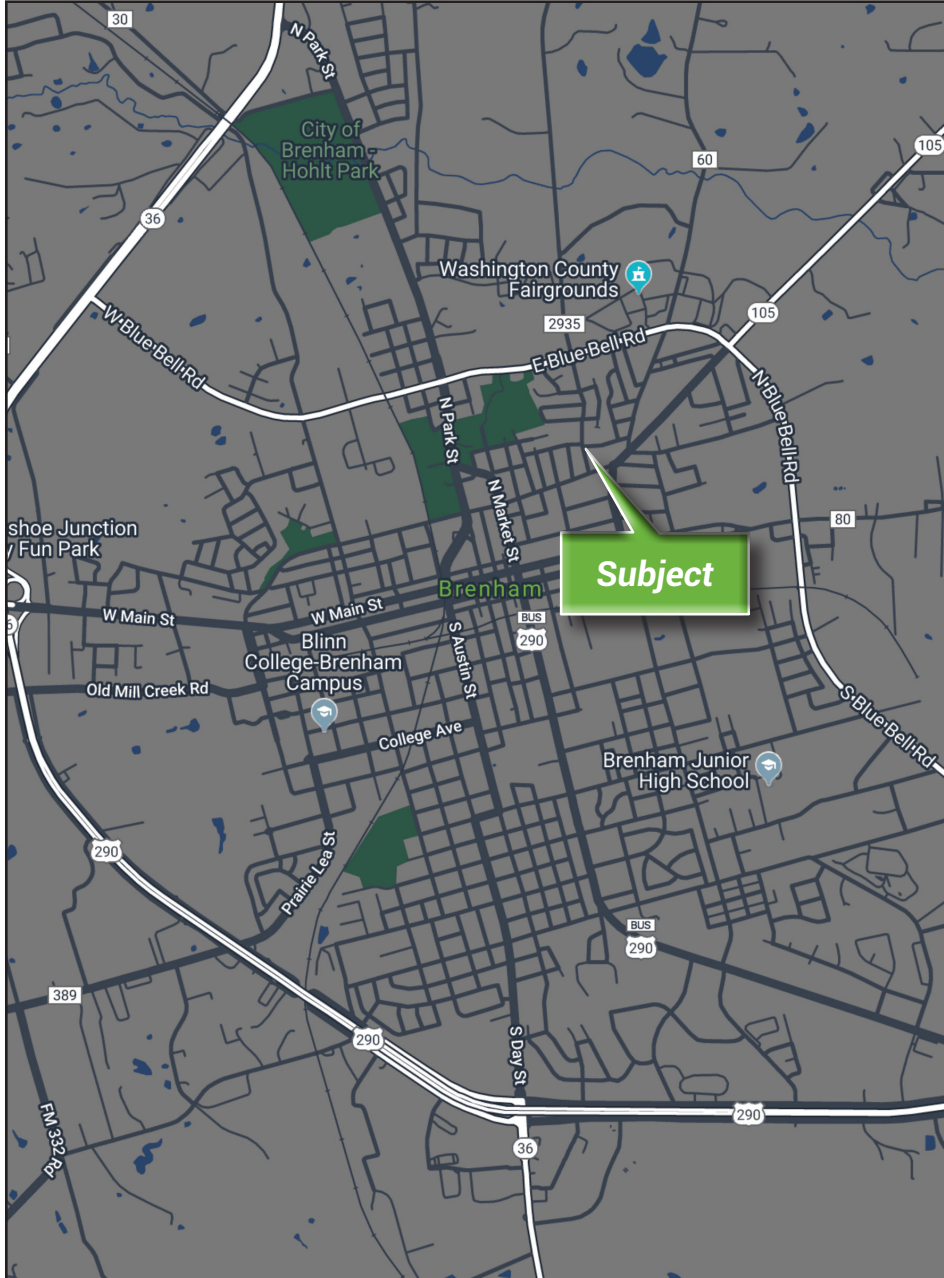 30
N Park St
City of
Brenham -
Hohlt Park
105
60
36
Washington County
Fairgrounds
105
2935
W Blue Bell Rd
E Blue Bell Rd
N Blue Bell Rd
N Park St
N Market St
80
shoe Junction
y Fun Park
Subject
Brenham
W Main St
W Main St
BUS
290
6
Blinn
College-Brenham
Campus
S Austin St
Old Mill Creek Rd
S Blue Bell Rd
College Ave
Brenham Junior
High School
290
Prairie Lea St
BUS
290
389
290
S Day St
290
FM 332 Rd
36